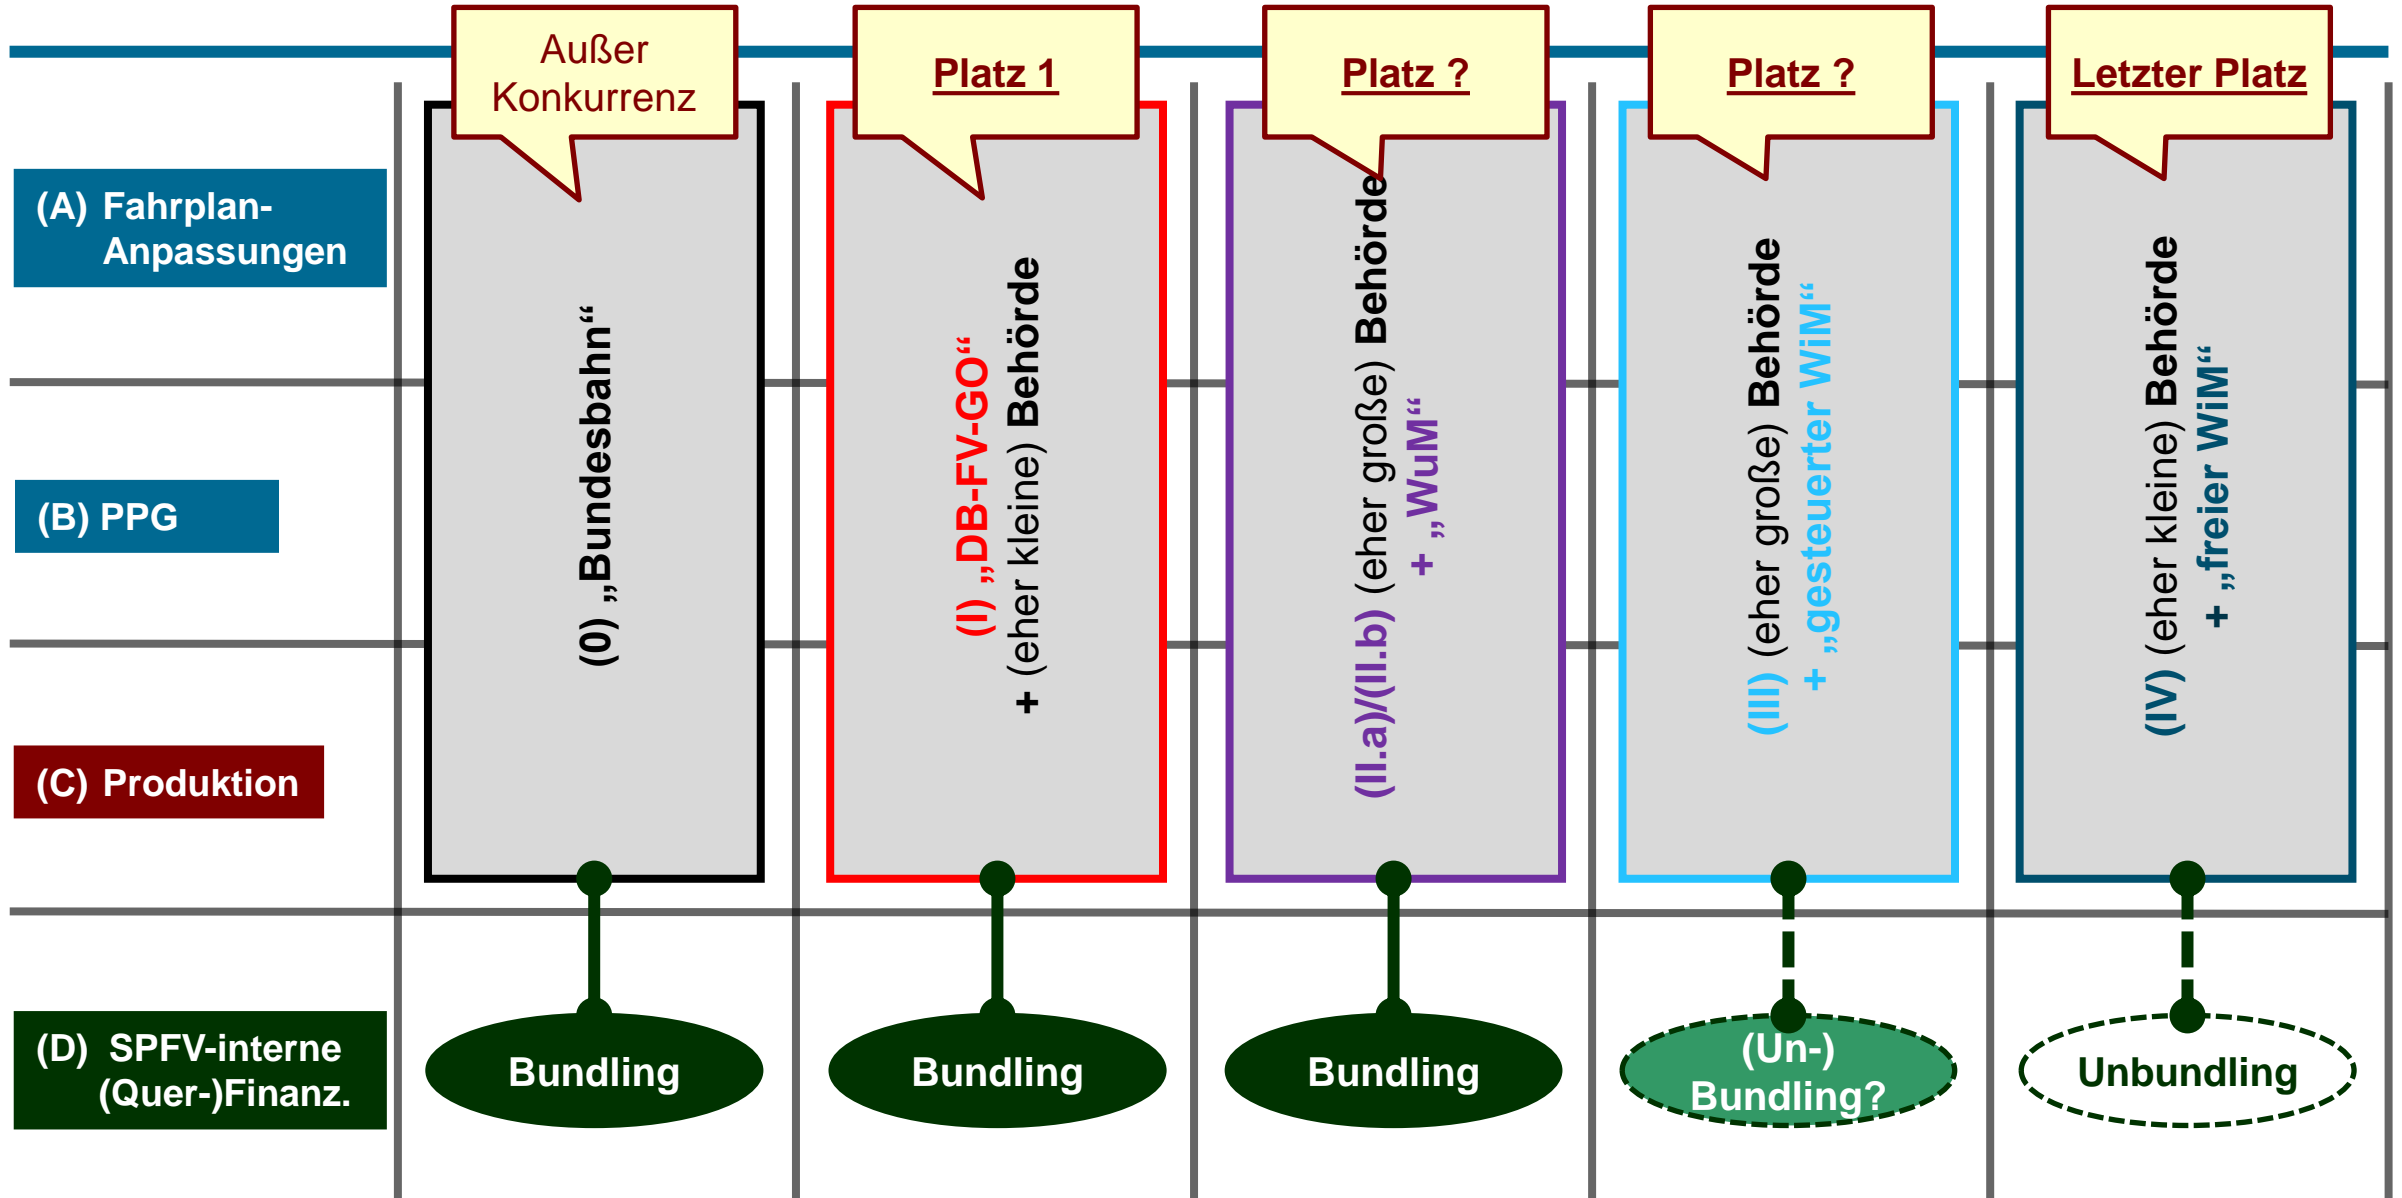 Außer
Konkurrenz
Platz 1
Platz ?
Platz ?
Letzter Platz
(A) Fahrplan-
Anpassungen
(B) PPG
(C) Produktion
(D) SPFV-interne
(Quer-)Finanz.
(0) „Bundesbahn“
(I) „DB-FV-GO“
+ (eher kleine) Behörde
(II.a)/(II.b) (eher große) Behörde
+ „WuM“
(III) (eher große) Behörde
+ „gesteuerter WiM“
(IV) (eher kleine) Behörde
+ „freier WiM“
Bundling
Bundling
Bundling
(Un-)
Bundling?
Unbundling